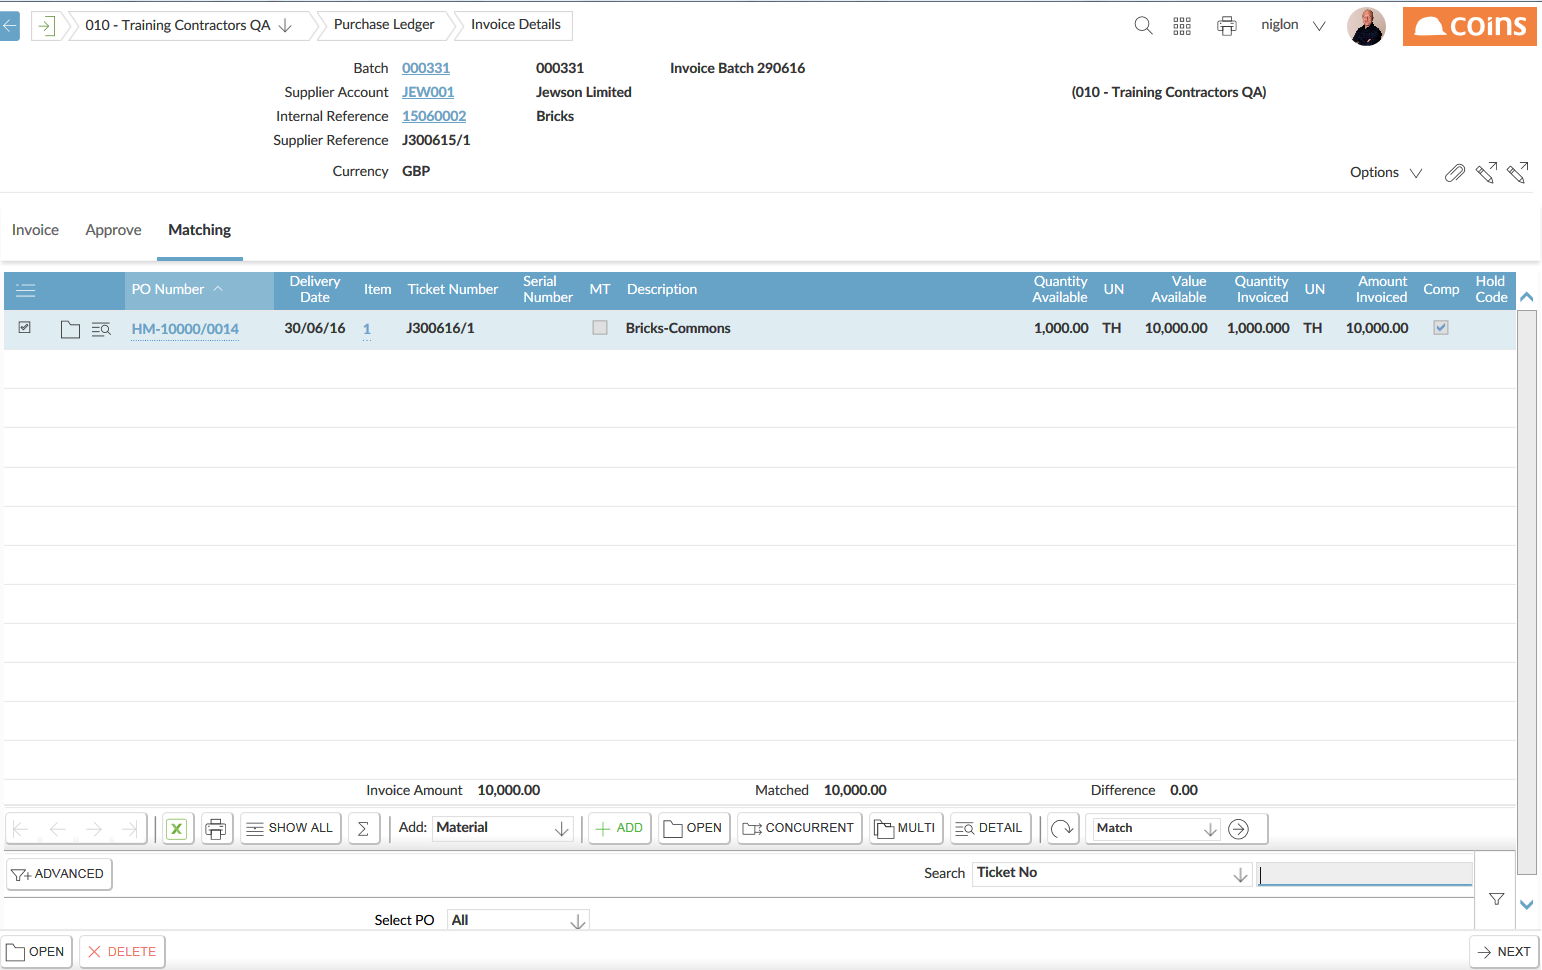 010 - Training Contractors QA Purchase Ledger Invoice Details niglon coins
Batch 000331 000331 Invoice Batch 290616
Supplier Account JEW001 Jewson Limited (010 - Training Contractors QA)
Internal Reference 15060002 Bricks
Supplier Reference J300615/1
Currency GBP
Options
Invoice Approve Matching
PO Number Delivery Date Item Ticket Number Serial Number MT Description Quantity Available UN Value Available Quantity Invoiced UN Amount Invoiced Comp Hold Code
HM-10000/0014 30/06/16 1 J300616/1 Bricks-Commons 1,000.00 TH 10,000.00 1,000.000 TH 10,000.00
Invoice Amount 10,000.00 Matched 10,000.00 Difference 0.00
SHOW ALL Σ Add: Material ADD OPEN CONCURRENT MULTI DETAIL Match
ADVANCED Search Ticket No
Select PO All
OPEN DELETE NEXT